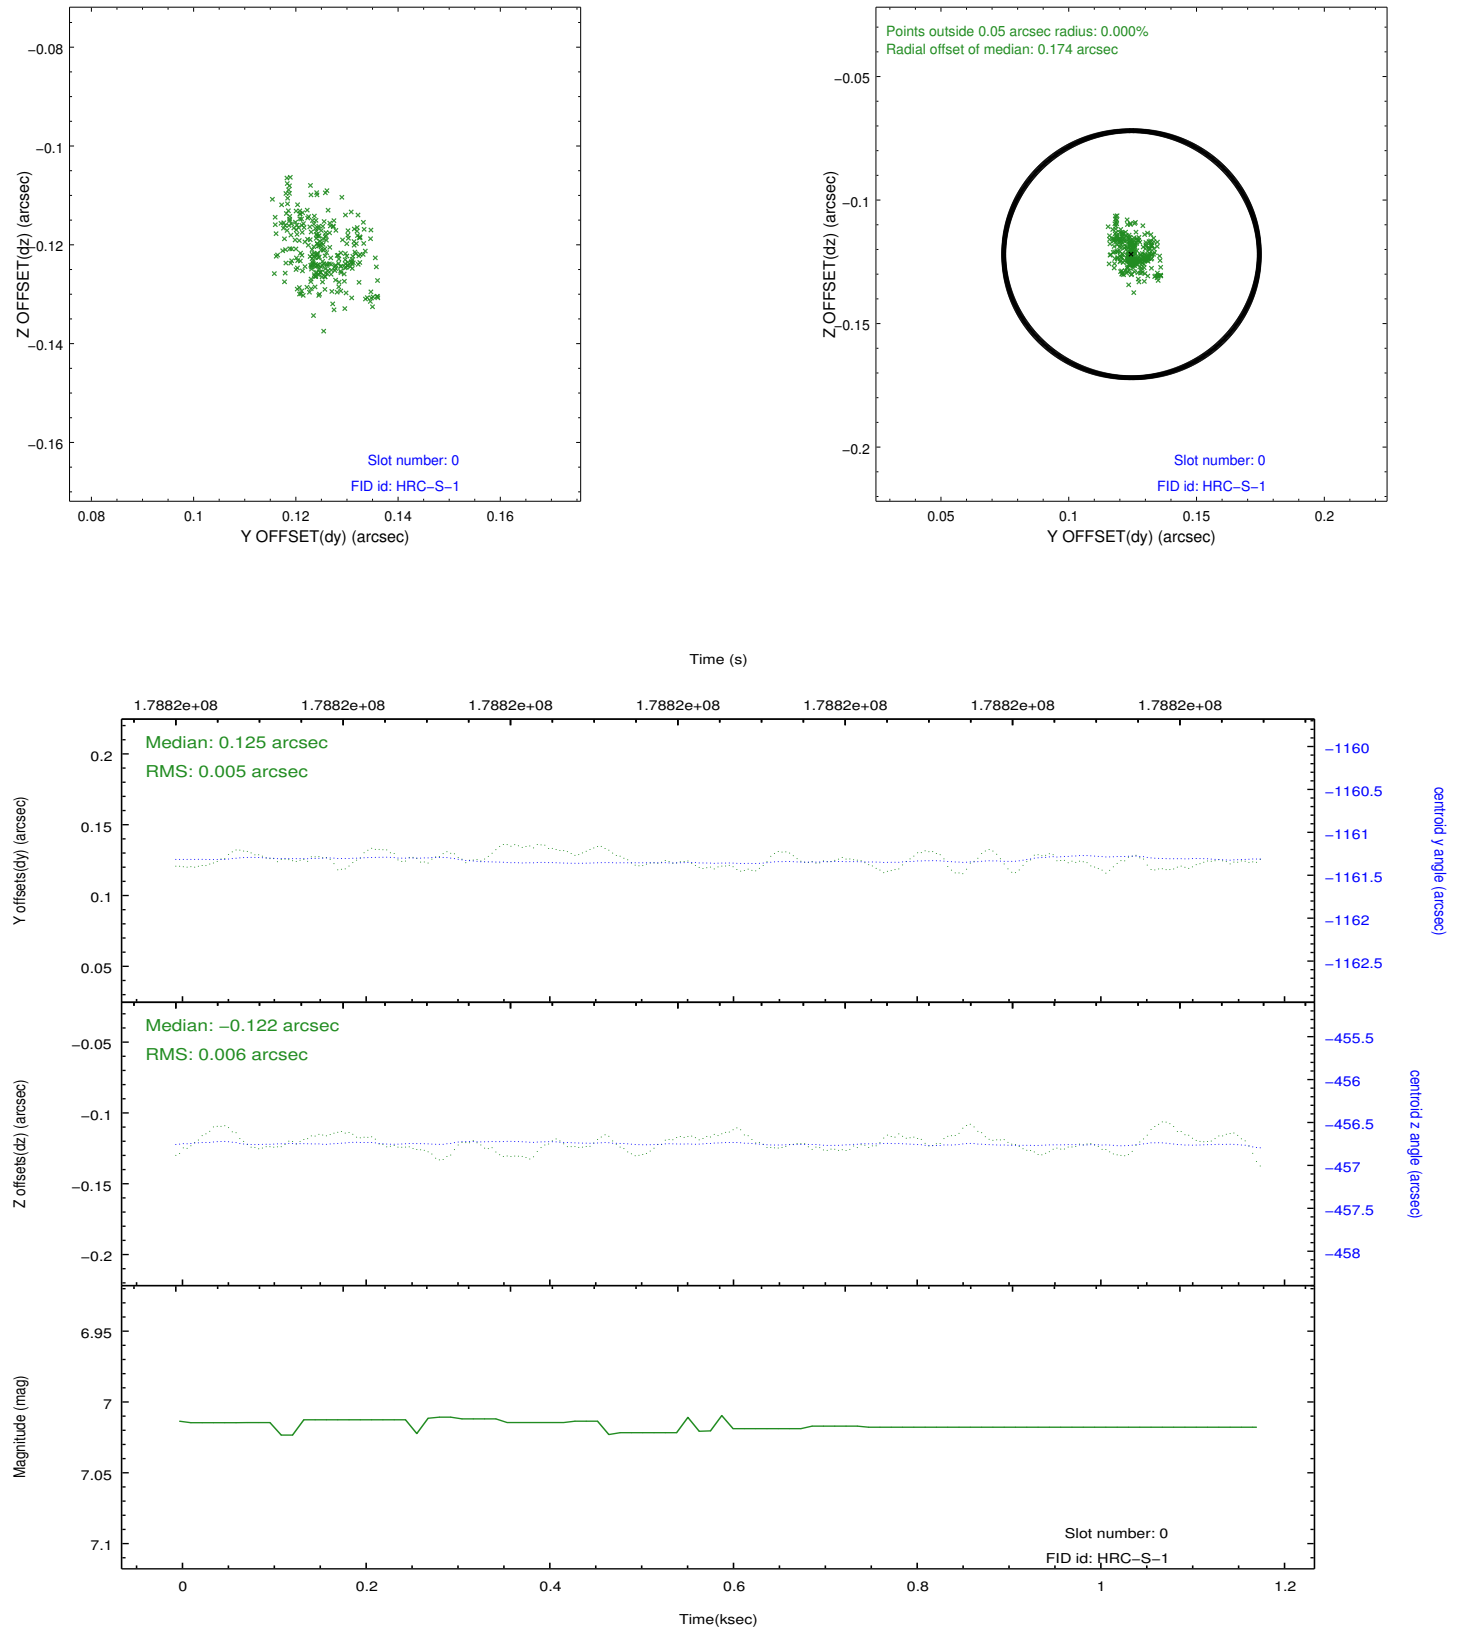 −0.08
−0.1
−0.12
−0.14
−0.16
Z OFFSET(dz) (arcsec)
Slot number: 0
FID id: HRC−S−1
0.08 0.1 0.12 0.14 0.16
Y OFFSET(dy) (arcsec)
Points outside 0.05 arcsec radius: 0.000%
Radial offset of median: 0.174 arcsec
−0.05
−0.1
−0.15
−0.2
Z OFFSET(dz) (arcsec)
Slot number: 0
FID id: HRC−S−1
0.05 0.1 0.15 0.2
Y OFFSET(dy) (arcsec)
Time (s)
1.7882e+08 1.7882e+08 1.7882e+08 1.7882e+08 1.7882e+08 1.7882e+08 1.7882e+08
Median: 0.125 arcsec
RMS: 0.005 arcsec
0.2
0.15
0.1
0.05
Y offsets(dy) (arcsec)
−1160
−1160.5
−1161
−1161.5
−1162
−1162.5
centroid y angle (arcsec)
Median: −0.122 arcsec
RMS: 0.006 arcsec
−0.05
−0.1
−0.15
−0.2
Z offsets(dz) (arcsec)
−455.5
−456
−456.5
−457
−457.5
−458
centroid z angle (arcsec)
6.95
7
7.05
7.1
Magnitude (mag)
Slot number: 0
FID id: HRC−S−1
0 0.2 0.4 0.6 0.8 1 1.2
Time(ksec)